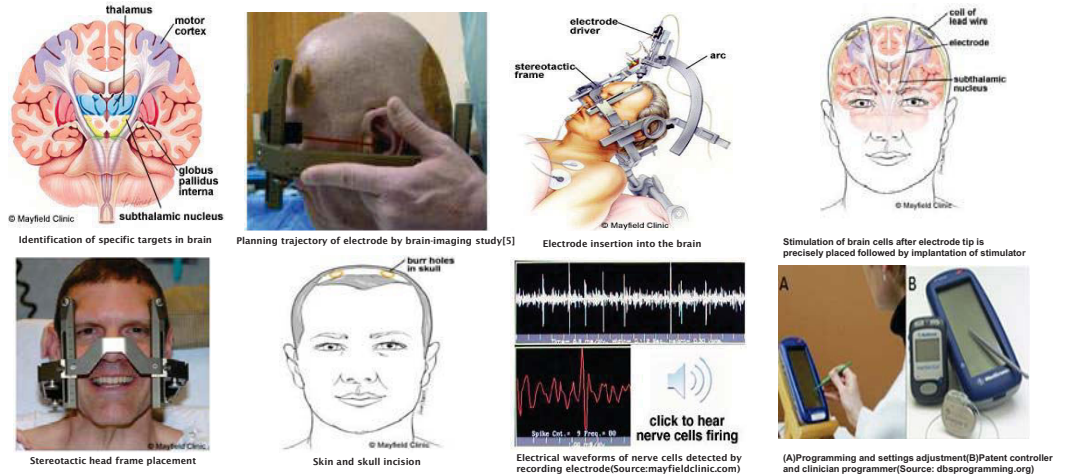 thalamus
motor
cortex
globus
pallidus
interna
© Mayfield Clinic
subthalamic nucleus
Identification of specific targets in brain
Planning trajectory of electrode by brain-imaging study[5]
electrode
driver
stereotactic
frame
arc
© Mayfield Clinic
Electrode insertion into the brain
coil of
lead wire
electrode
subthalamic
nucleus
© Mayfield Clinic
Stimulation of brain cells after electrode tip is
precisely placed followed by implantation of stimulator
© Mayfield Clinic
Stereotactic head frame placement
burr holes
in skull
© Mayfield Clinic
Skin and skull incision
Spike Cnt.= 9 Freq.= 80
click to hear
nerve cells firing
Electrical waveforms of nerve cells detected by
recording electrode(Source:mayfieldclinic.com)
A
B
(A)Programming and settings adjustment(B)Patent controller
and clinician programmer(Source: dbsprogramming.org)